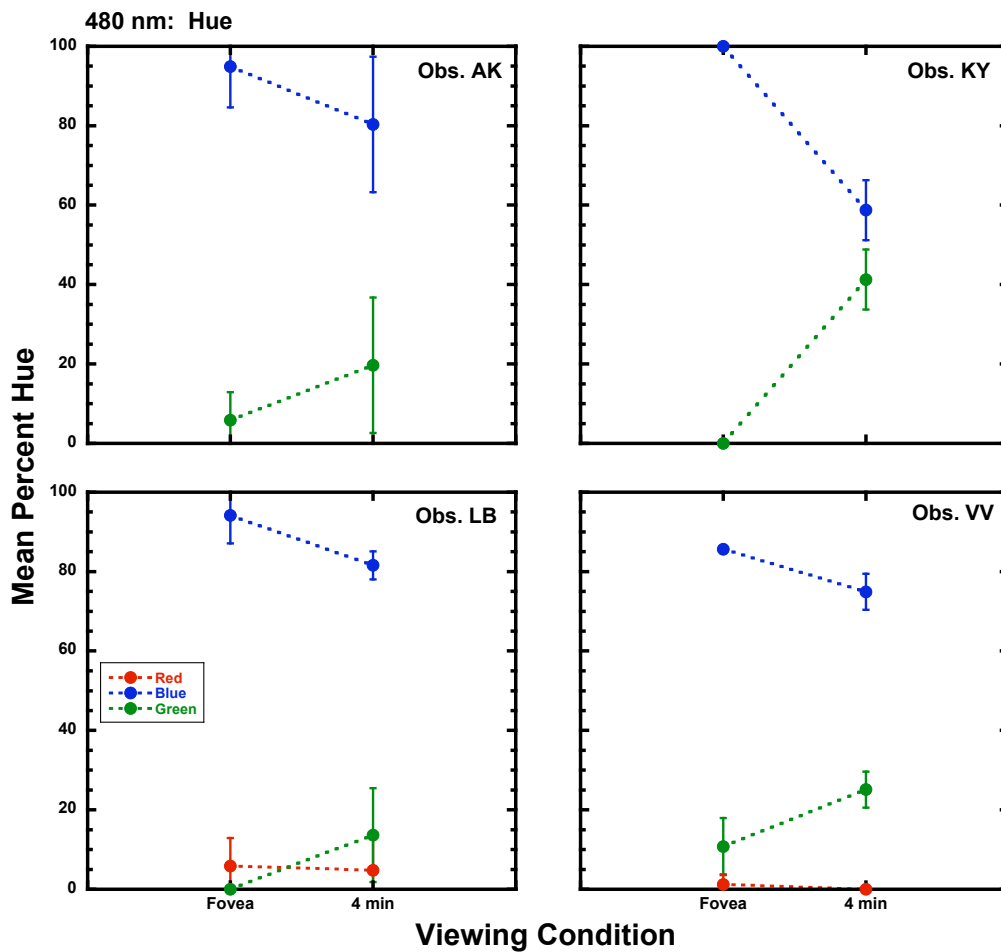 480 nm:  Hue
100
80
60
40
20
0
Obs. AK
Obs. KY
Mean Percent Hue
100
80
60
40
20
0
Obs. LB
Obs. VV
Red
Blue
Green
Fovea
4 min
Fovea
4 min
Viewing Condition